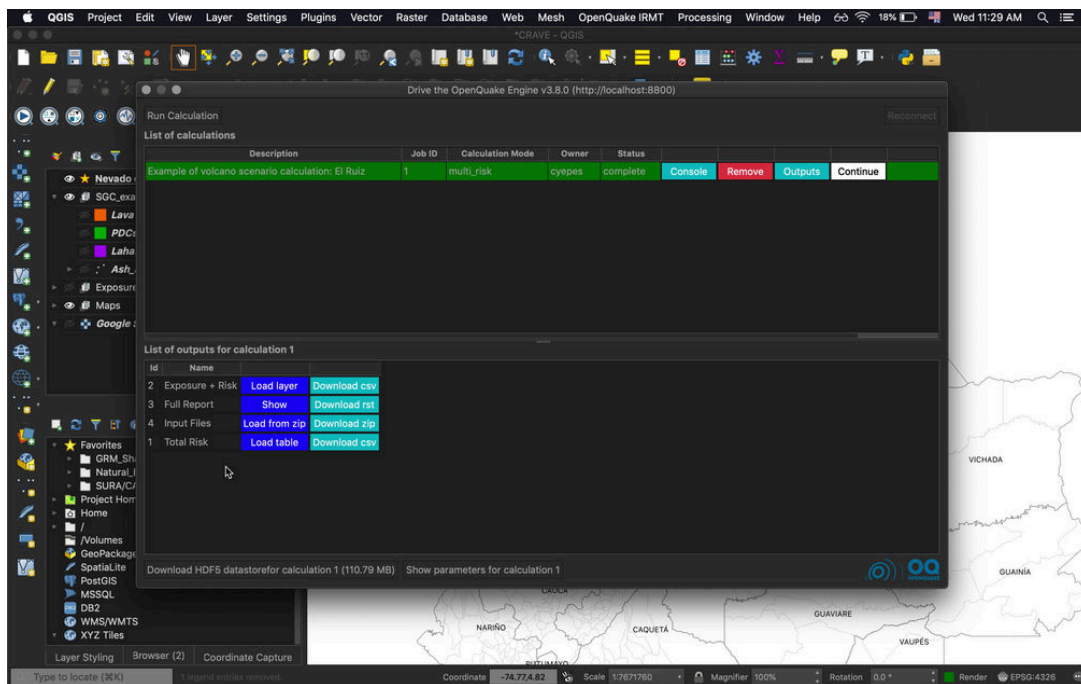 QGIS Project Edit View Layer Settings Plugins Vector Raster Database Web Mesh OpenQuake IRMT Processing Window Help 18% Wed 11:29 AM
*CRAVE - QGIS
Drive the OpenQuake Engine v3.8.0 (http://localhost:8800)
Run Calculation Reconnect
List of calculations
Description Job ID Calculation Mode Owner Status
Example of volcano scenario calculation: El Ruiz 1 multi_risk cyepes complete Console Remove Outputs Continue
Nevado
SGC_exa
Lava
PDCs
Laha
Ash_
Exposure
Maps
Google
List of outputs for calculation 1
Id Name
2 Exposure + Risk Load layer Download csv
3 Full Report Show Download rst
4 Input Files Load from zip Download zip
1 Total Risk Load table Download csv
Favorites
GRM_Sh
Natural_
SURA/CA
Project Hom
Home
/
/Volumes
GeoPackage
SpatiaLite
PostGIS
MSSQL
DB2
WMS/WMTS
XYZ Tiles
Download HDF5 datastorefor calculation 1 (110.79 MB) Show parameters for calculation 1
OPENQUAKE
VICHADA
GUAINÍA
CAUCA
NARIÑO
CAQUETÁ
GUAVIARE
VAUPÉS
PUTUMAYO
Layer Styling Browser (2) Coordinate Capture
Type to locate (⌘K) 1 legend entries removed. Coordinate -74.77,4.82 Scale 1:7671760 Magnifier 100% Rotation 0.0 ° Render EPSG:4326